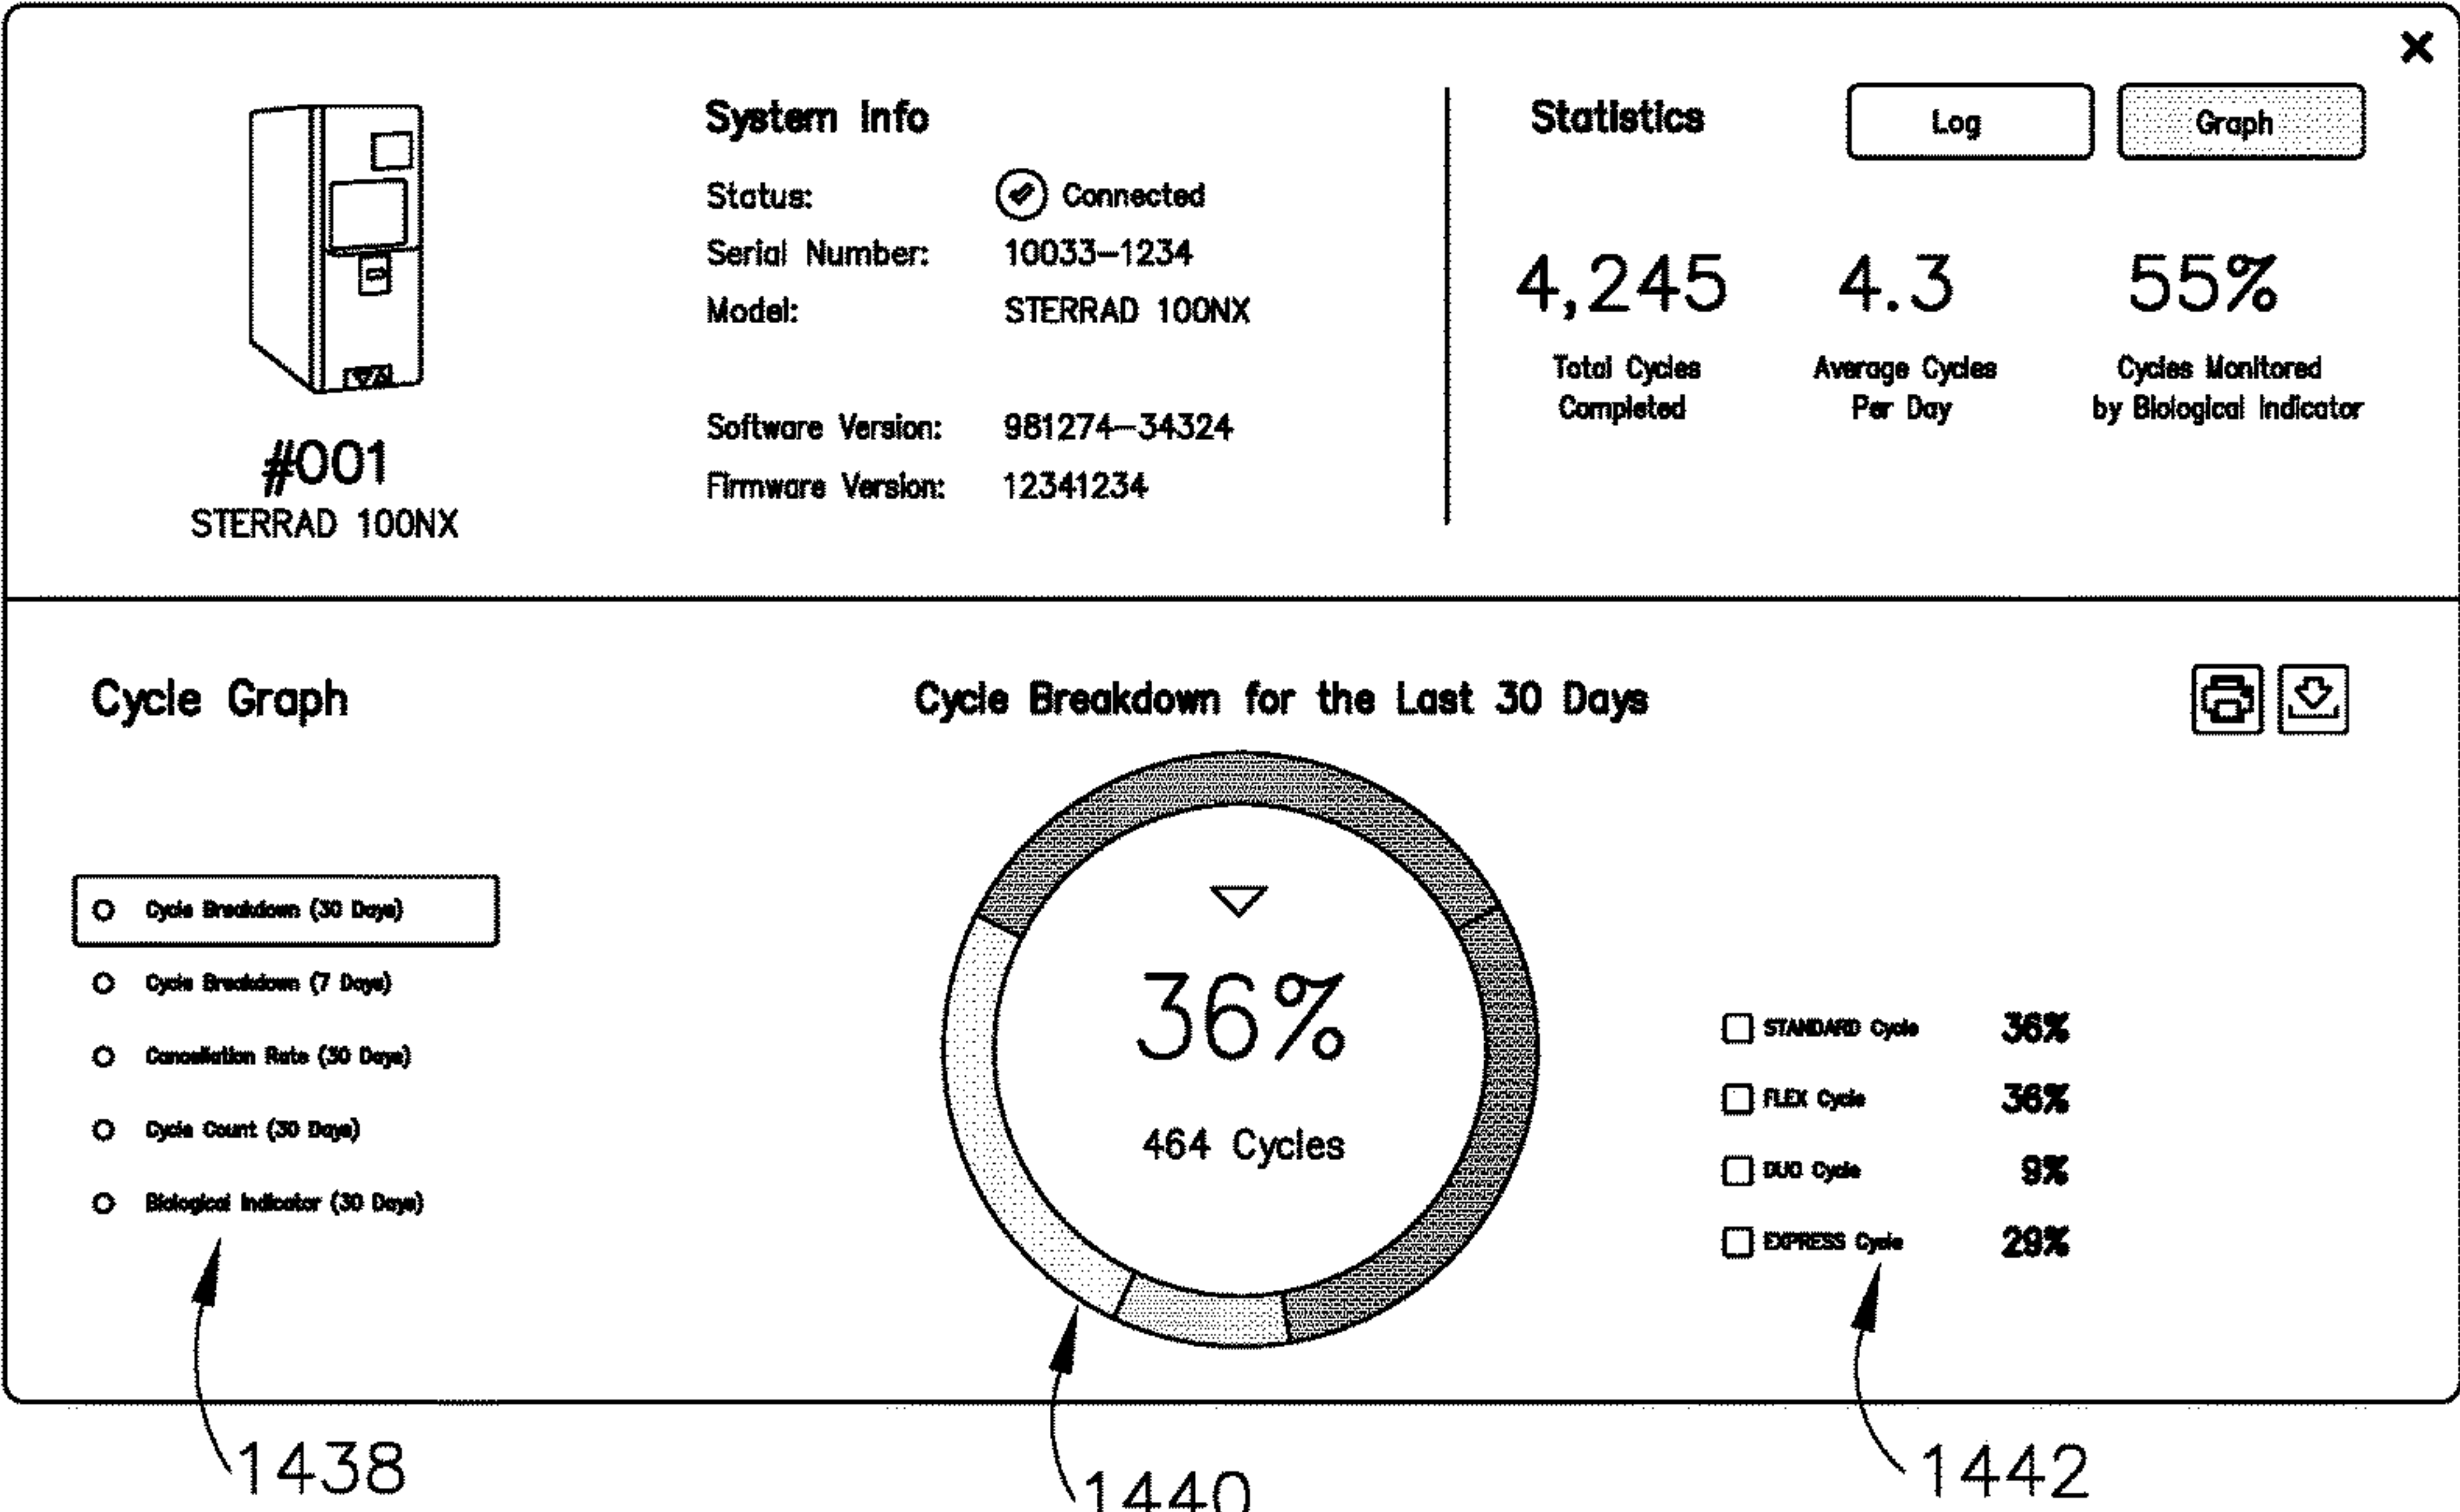 #001
STERRAD 100NX
System Info
Status: Connected
Serial Number: 10033-1234
Model: STERRAD 100NX
Software Version: 981274-34324
Firmware Version: 12341234
Statistics
Log
Graph
4,245
Total Cycles
Completed
4.3
Average Cycles
Per Day
55%
Cycles Monitored
by Biological Indicator
Cycle Graph
Cycle Breakdown (30 Days)
Cycle Breakdown (7 Days)
Cancellation Rate (30 Days)
Cycle Count (30 Days)
Biological Indicator (30 Days)
Cycle Breakdown for the Last 30 Days
36%
464 Cycles
STANDARD Cycle 36%
FLEX Cycle 36%
DUO Cycle 9%
EXPRESS Cycle 29%
1438
1440
1442